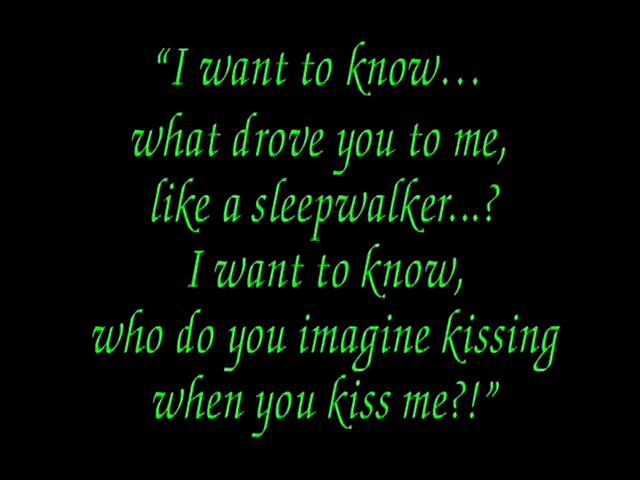 “I want to know...
what drove you to me,
like a sleepwalker...?
I want to know,
who do you imagine kissing
when you kiss me?!”